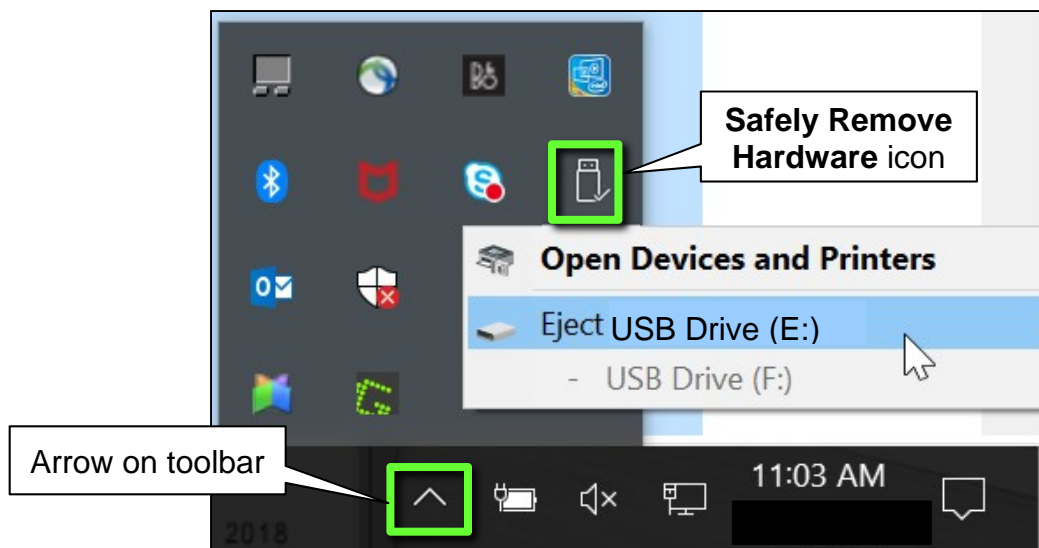 B&O
Safely Remove
Hardware icon
Open Devices and Printers
Eject USB Drive (E:)
- USB Drive (F:)
Arrow on toolbar
11:03 AM
2018